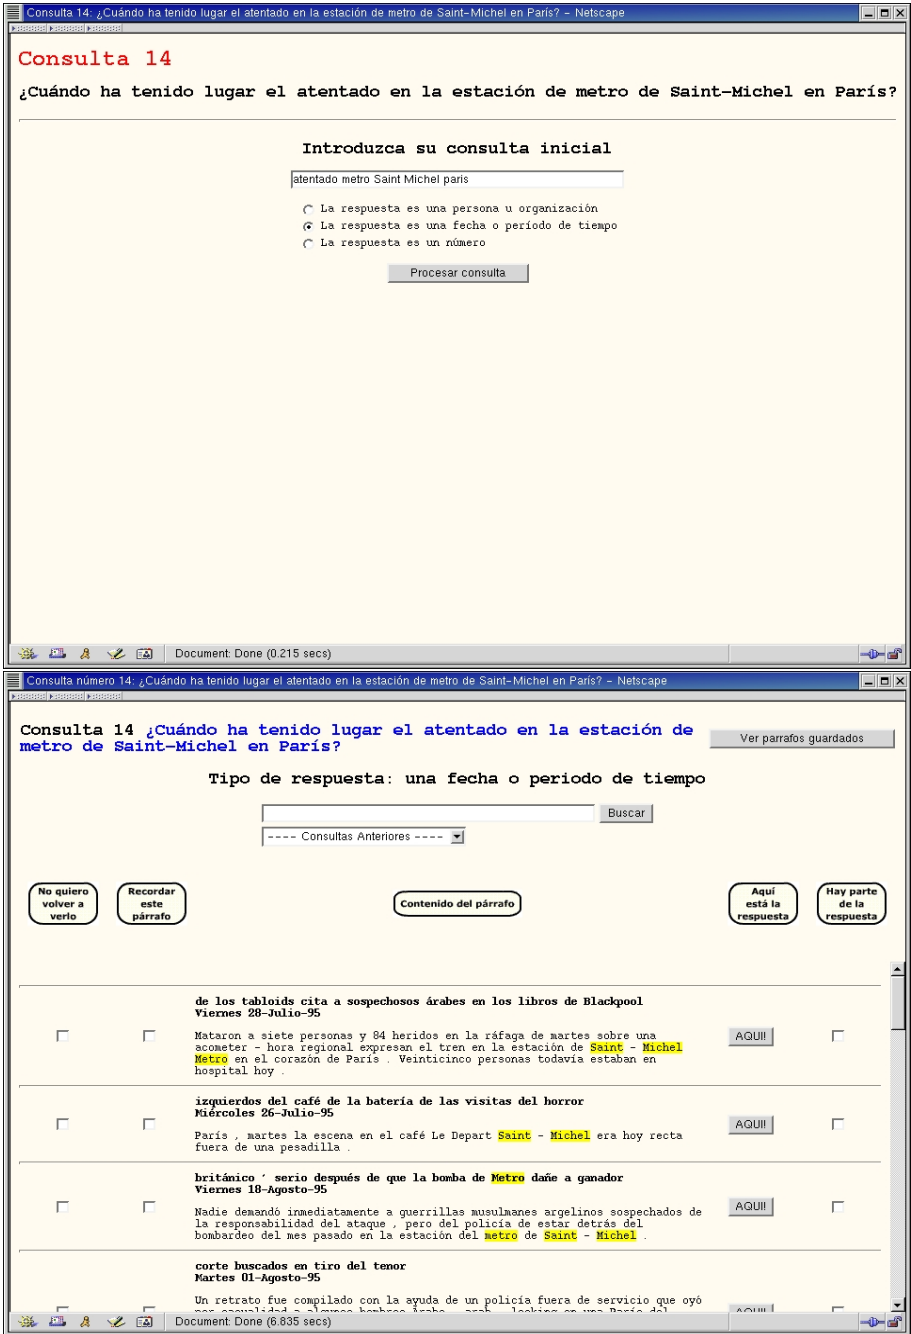 Consulta 14: ¿Cuándo ha tenido lugar el atentado en la estación de metro de Saint-Michel en París? - Netscape
Consulta 14
¿Cuándo ha tenido lugar el atentado en la estación de metro de Saint-Michel en París?
Introduzca su consulta inicial
atentado metro Saint Michel paris
La respuesta es una persona u organización
La respuesta es una fecha o período de tiempo
La respuesta es un número
Procesar consulta
Document: Done (0.215 secs)
Consulta número 14: ¿Cuándo ha tenido lugar el atentado en la estación de metro de Saint-Michel en París? - Netscape
Consulta 14 ¿Cuándo ha tenido lugar el atentado en la estación de
metro de Saint-Michel en París?
Ver parrafos guardados
Tipo de respuesta: una fecha o periodo de tiempo
Buscar
---- Consultas Anteriores ----
No quiero
volver a
verlo
Recordar
este
párrafo
Contenido del párrafo
Aquí
está la
respuesta
Hay parte
de la
respuesta
de los tabloids cita a sospechosos árabes en los libros de Blackpool
Viernes 28-Julio-95
Mataron a siete personas y 84 heridos en la ráfaga de martes sobre una
acometer - hora regional expresan el tren en la estación de Saint - Michel
Metro en el corazón de París . Veinticinco personas todavía estaban en
hospital hoy .
AQUI!
izquierdos del café de la batería de las visitas del horror
Miércoles 26-Julio-95
París , martes la escena en el café Le Depart Saint - Michel era hoy recta
fuera de una pesadilla .
AQUI!
británico ' serio después de que la bomba de Metro dañe a ganador
Viernes 18-Agosto-95
Nadie demandó inmediatamente a guerrillas musulmanes argelinos sospechados de
la responsabilidad del ataque , pero del policía de estar detrás del
bombardeo del mes pasado en la estación del metro de Saint - Michel .
AQUI!
corte buscados en tiro del tenor
Martes 01-Agosto-95
Un retrato fue compilado con la ayuda de un policía fuera de servicio que oyó
Document: Done (6.835 secs)